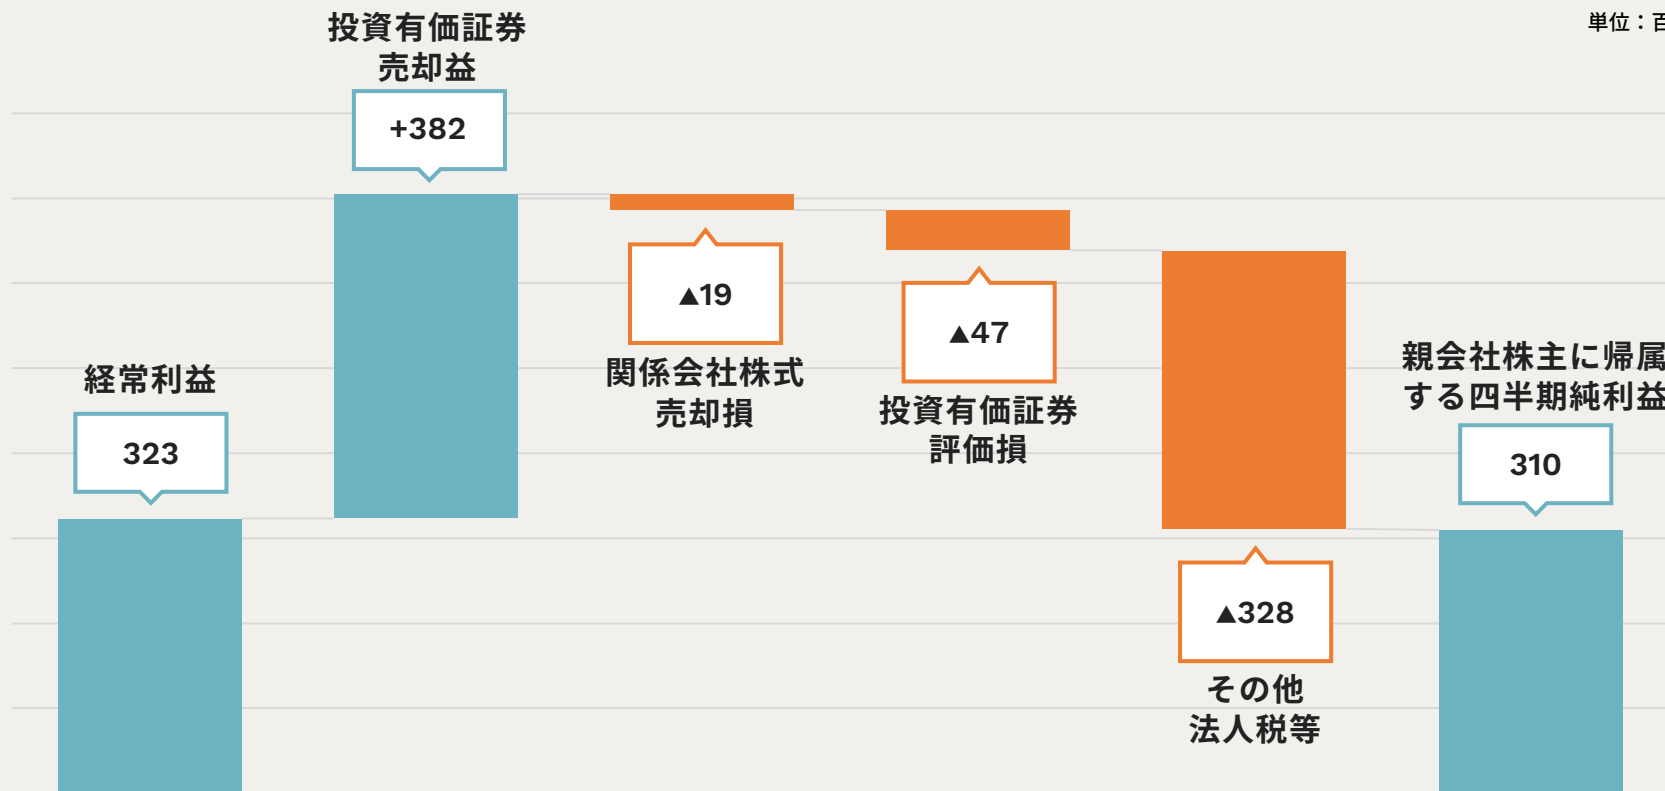 投資有価証券
売却益
+382
単位：百
▲19
関係会社株式
売却損
▲47
投資有価証券
評価損
経常利益
323
▲328
その他
法人税等
親会社株主に帰属
する四半期純利益
310